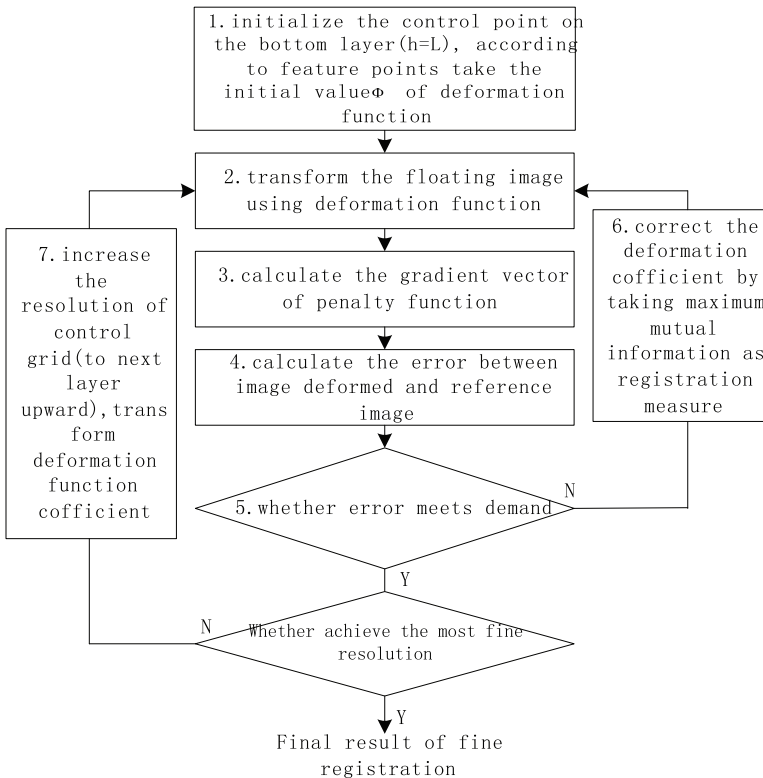 1.initialize the control point on
the bottom layer(h=L), according
to feature points take the
initial valueΦ of deformation
function
2.transform the floating image
using deformation function
3.calculate the gradient vector
of penalty function
4.calculate the error between
image deformed and reference
image
5.whether error meets demand
N
6.correct the
deformation
cofficient by
taking maximum
mutual
information as
registration
measure
Y
Whether achieve the most fine
resolution
N
7.increase
the
resolution of
control
grid(to next
layer
upward),trans
form
deformation
function
cofficient
Y
Final result of fine
registration